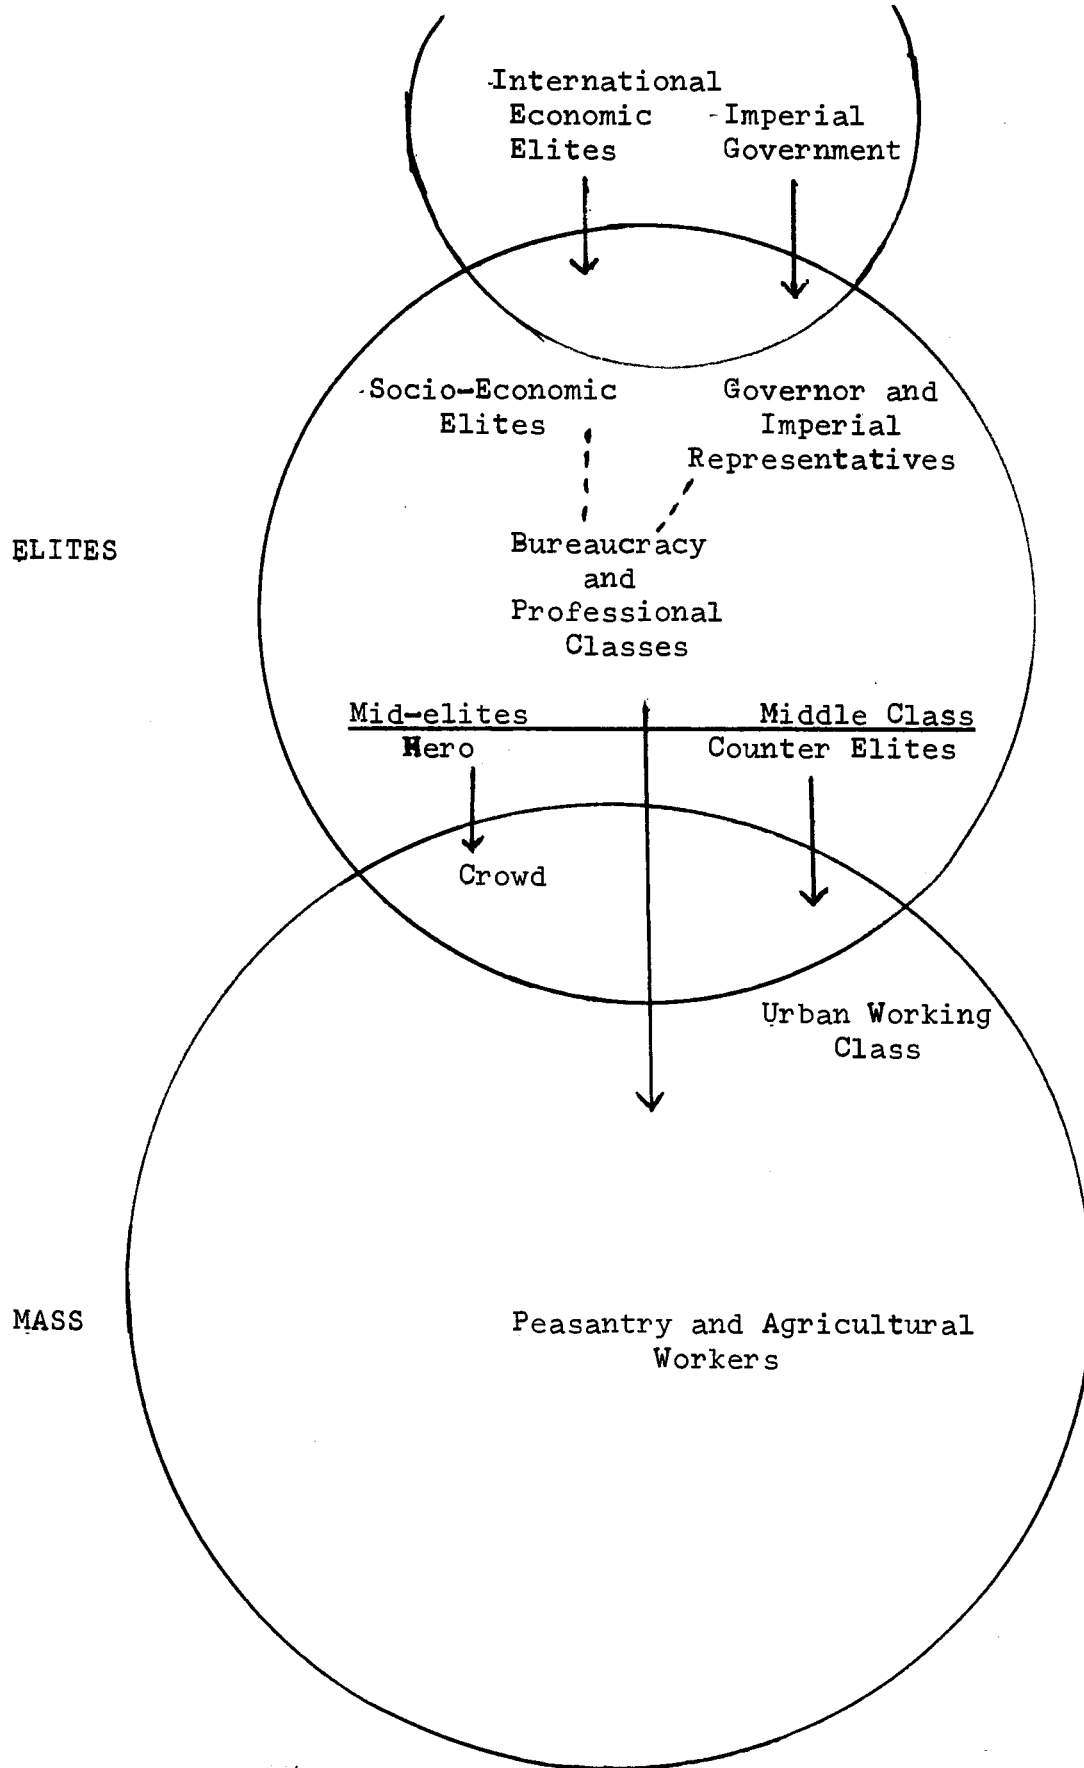 International
Economic
Elites
-Imperial
Government
Socio-Economic
Elites
Governor and
Imperial
Representatives
ELITES
Bureaucracy
and
Professional
Classes
Mid-elites
Middle Class
Hero
Counter Elites
Crowd
Urban Working
Class
MASS
Peasantry and Agricultural
Workers